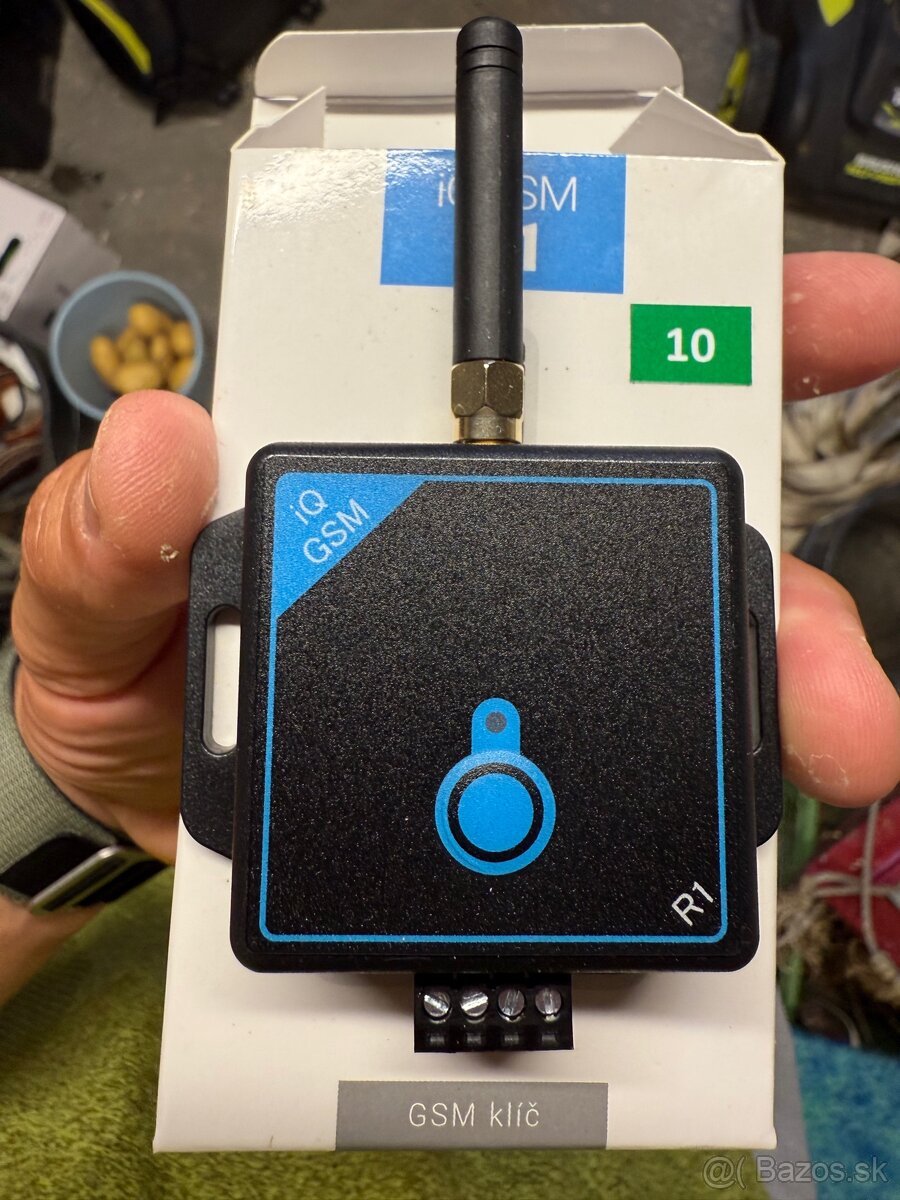 iQ GSM
10
iQ
GSM
R1
GSM klíč
@( Bazos.sk